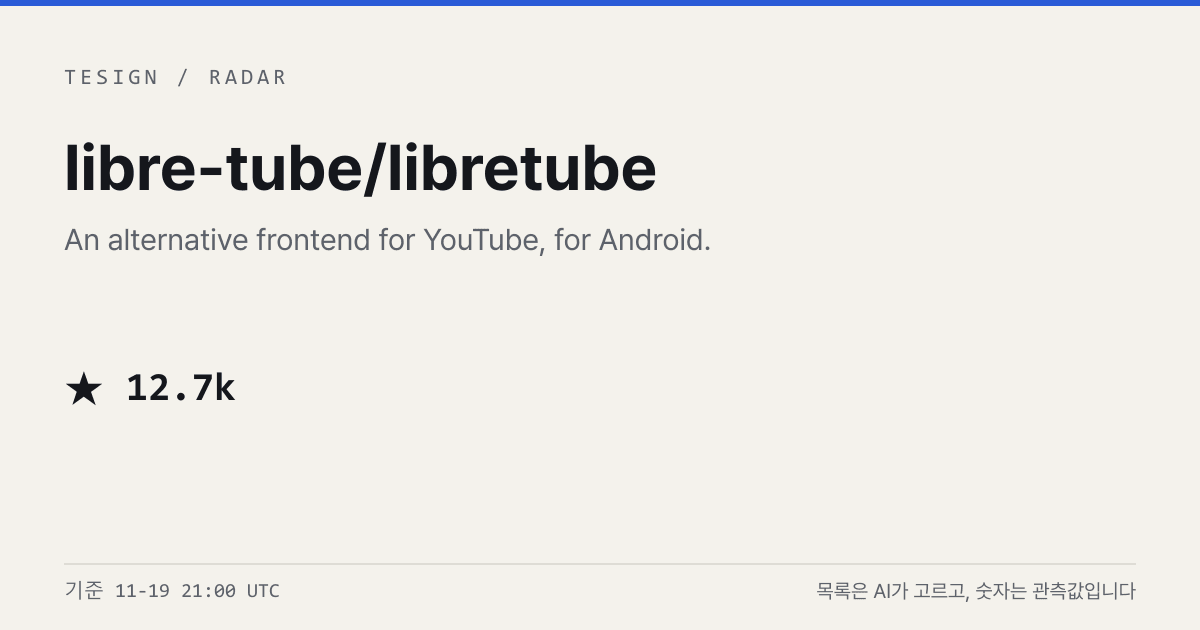 TESIGN / RADAR
libre-tube/libretube
An alternative frontend for YouTube, for Android.
★ 12.7k
기준 11-19 21:00 UTC
목록은 AI가 고르고, 숫자는 관측값입니다